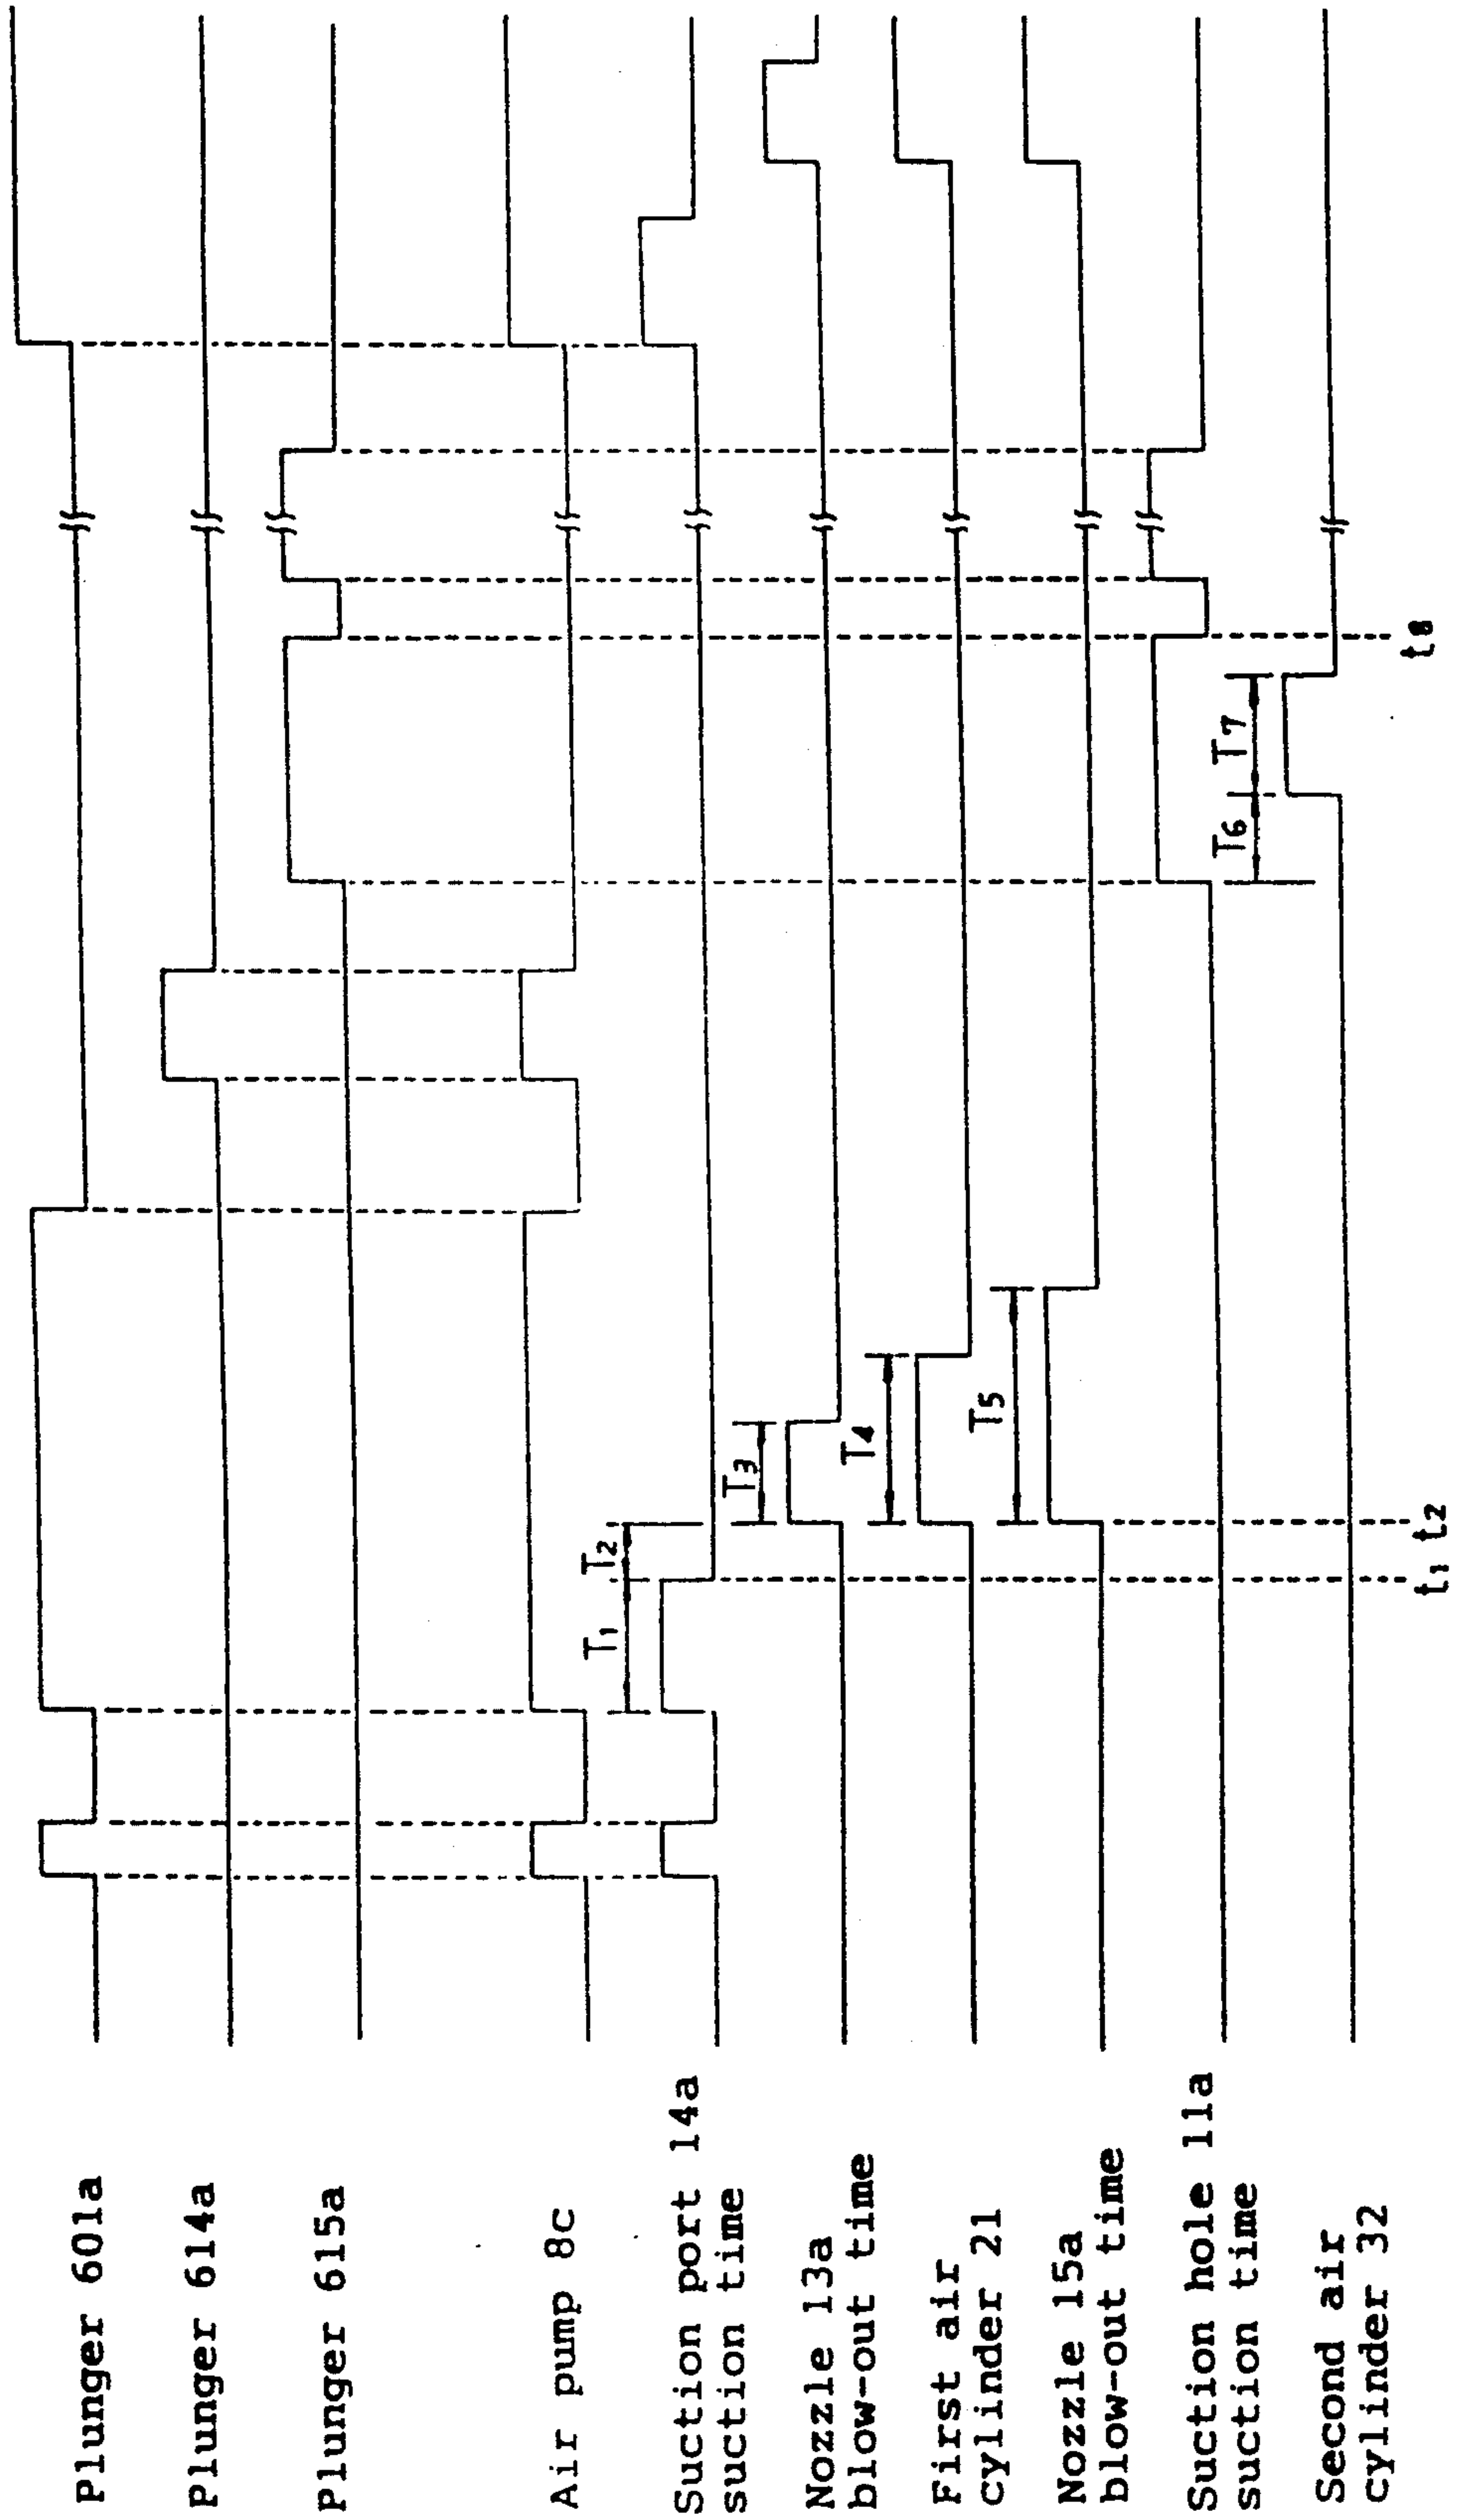 Plunger 601a
Plunger 614a
Plunger 615a
Air pump 8c
Suction port 14a
suction time
Nozzle 13a
blow-out time
First air
cylinder 21
Nozzle 15a
blow-out time
Suction hole 11a
suction time
Second air
cylinder 32
T1
T2
T3
T4
T5
T6
T7
t1
t2
t8